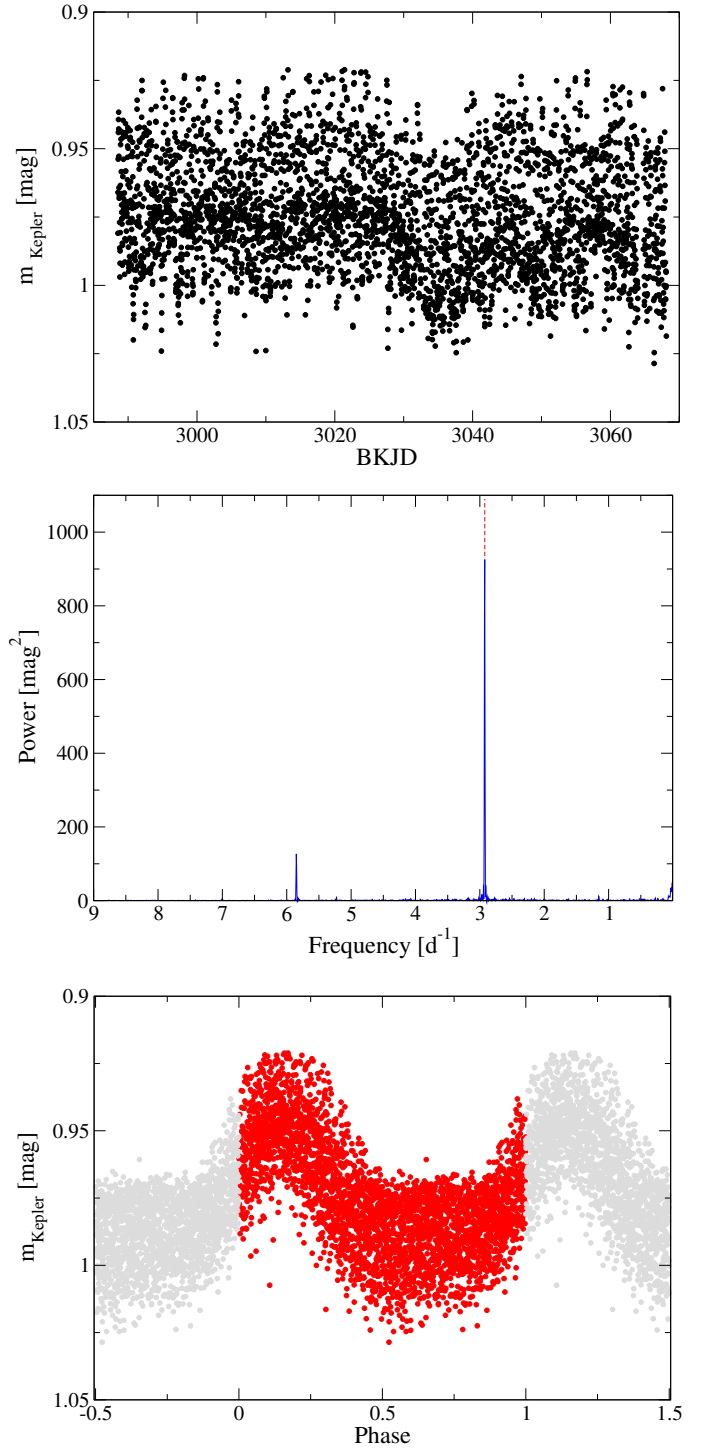 0.9
0.95
1
1.05
m Kepler [mag]
3000 3020 3040 3060
BKJD
1000
800
600
400
200
0
Power [mag2]
9 8 7 6 5 4 3 2 1
Frequency [d-1]
0.9
0.95
1
1.05
mKepler [mag]
-0.5 0 0.5 1 1.5
Phase